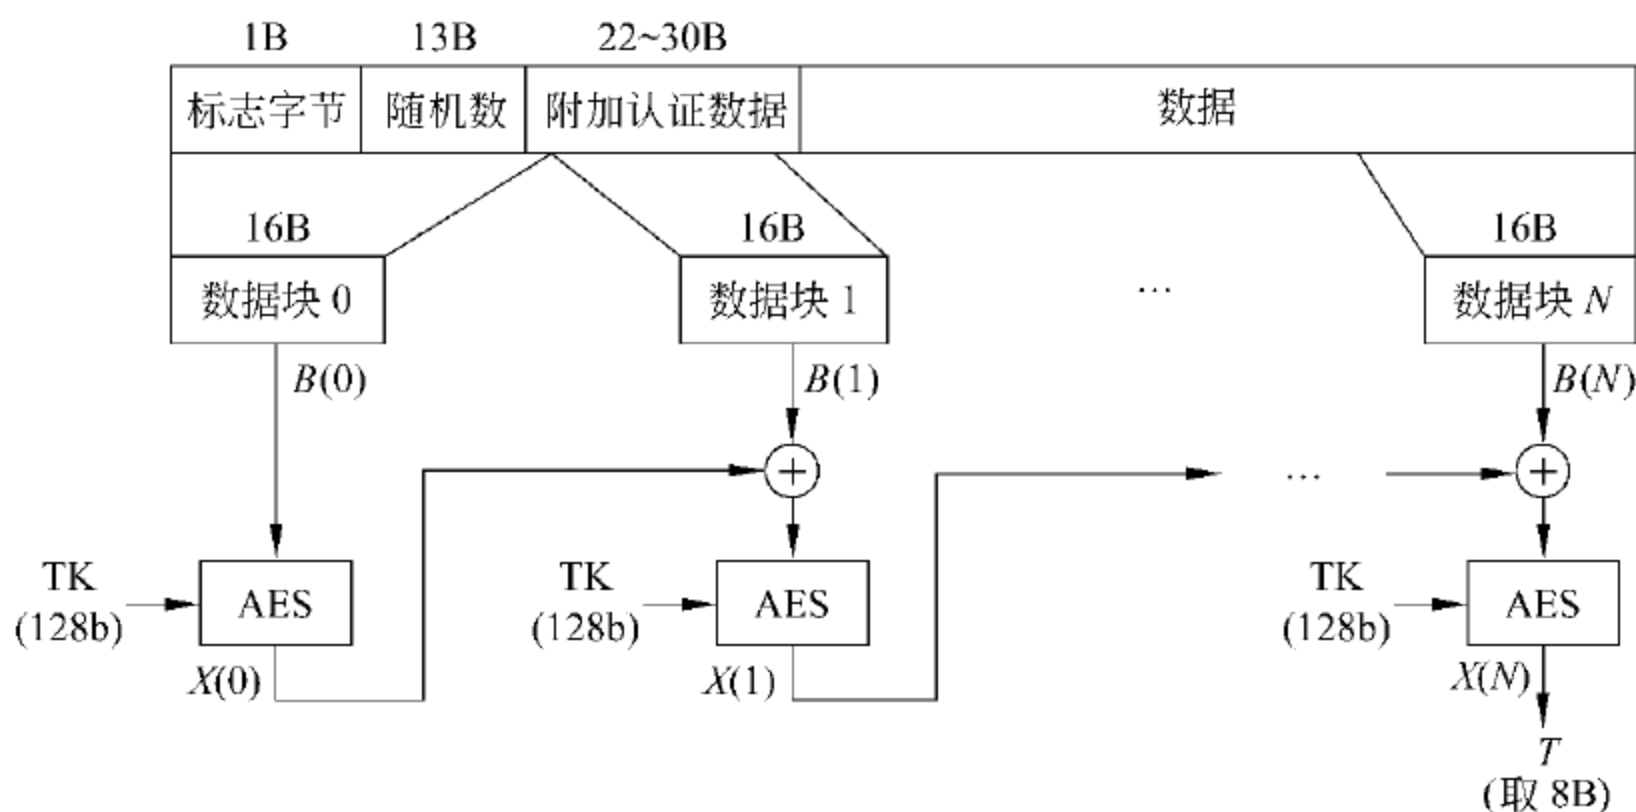 1B 13B 22~30B
标志字节 随机数 附加认证数据 数据
16B 16B 16B
数据块 0 数据块 1 … 数据块 N
B(0) B(1) B(N)
+ … +
TK TK TK
(128b) AES (128b) AES (128b) AES
X(0) X(1) X(N)
T
(取 8B)